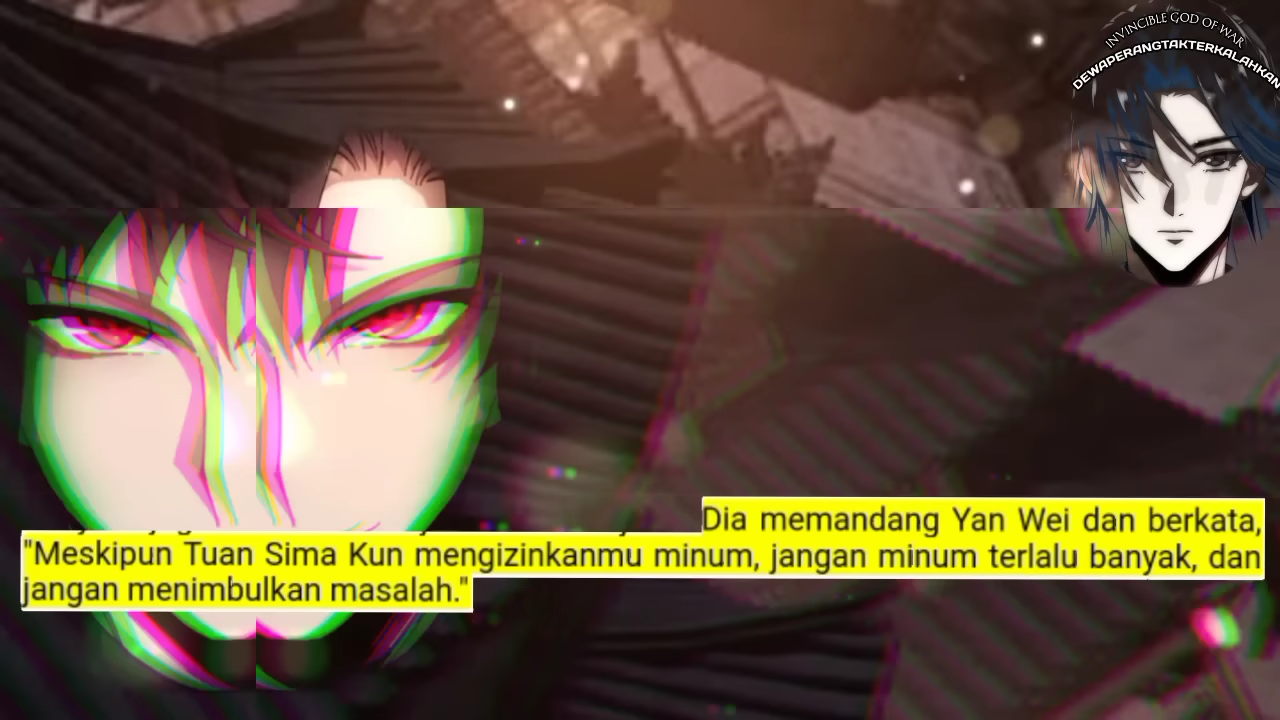 INVINCIBLE GOD OF WAR
DEWAPERANGTAKTERKALAHKAN
Dia memandang Yan Wei dan berkata,
"Meskipun Tuan Sima Kun mengizinkanmu minum, jangan minum terlalu banyak, dan
jangan menimbulkan masalah."